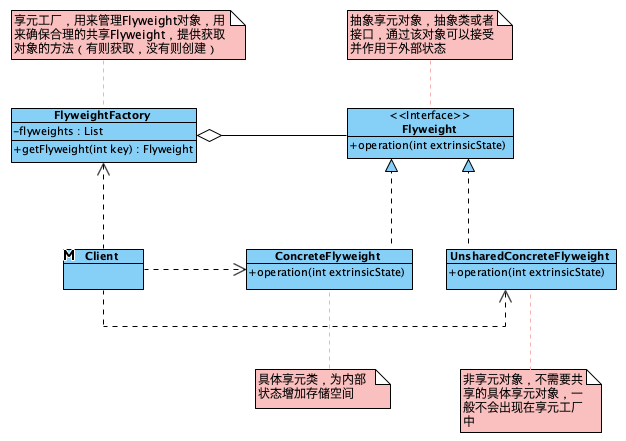 享元工厂，用来管理Flyweight对象，用
来确保合理的共享Flyweight，提供获取
对象的方法（有则获取，没有则创建）
抽象享元对象，抽象类或者
接口，通过该对象可以接受
并作用于外部状态
FlyweightFactory
-flyweights : List
+getFlyweight(int key) : Flyweight
<<Interface>>
Flyweight
+operation(int extrinsicState)
M
Client
ConcreteFlyweight
+operation(int extrinsicState)
UnsharedConcreteFlyweight
+operation(int extrinsicState)
具体享元类，为内部
状态增加存储空间
非享元对象，不需要共
享的具体享元对象，一
般不会出现在享元工厂
中